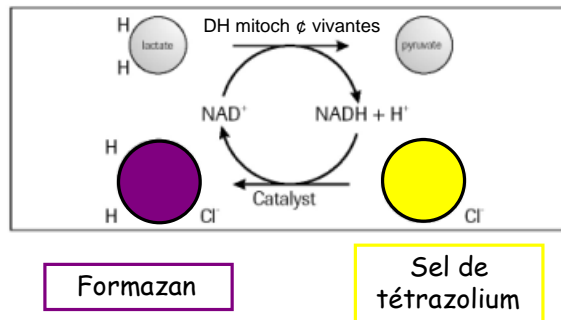 H DH mitoch ¢ vivantes
lactate pyruvate
H
NAD⁺ NADH + H⁺
H
Catalyst
H Cl⁻ Cl⁻
Formazan
Sel de
tétrazolium